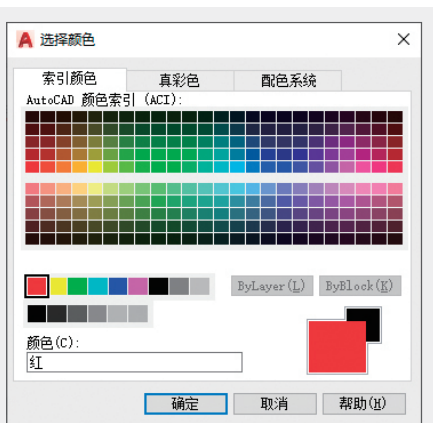 选择颜色
索引颜色 真彩色 配色系统
AutoCAD 颜色索引 (ACI):
ByLayer(L) ByBlock(K)
颜色(C):
红
确定 取消 帮助(H)